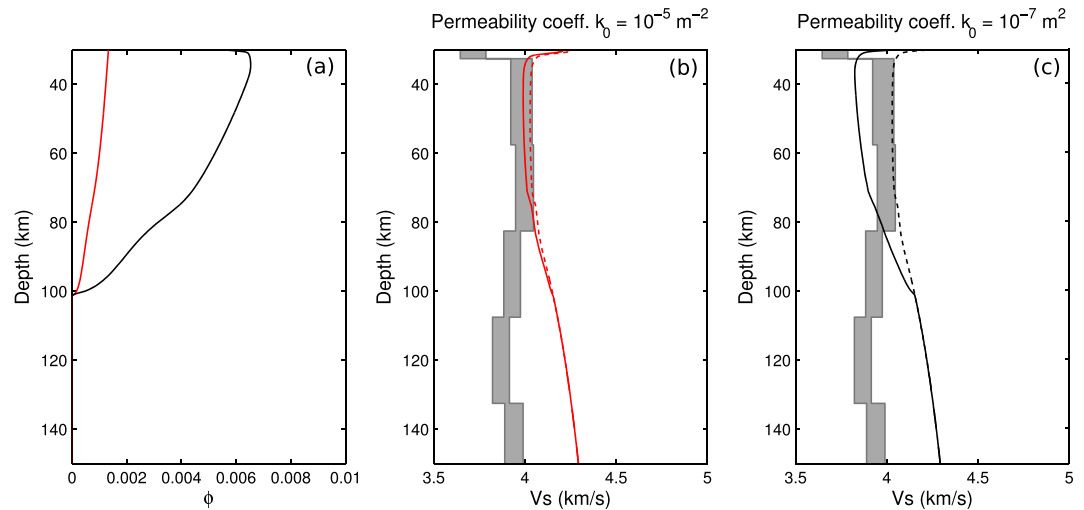 Permeability coeff. k₀ = 10⁻⁵ m⁻²
Permeability coeff. k₀ = 10⁻⁷ m²
(a)
(b)
(c)
40
60
80
100
120
140
Depth (km)
0
0.002
0.004
0.006
0.008
0.01
ϕ
40
60
80
100
120
140
Depth (km)
3.5
4
4.5
5
Vs (km/s)
40
60
80
100
120
140
Depth (km)
3.5
4
4.5
5
Vs (km/s)